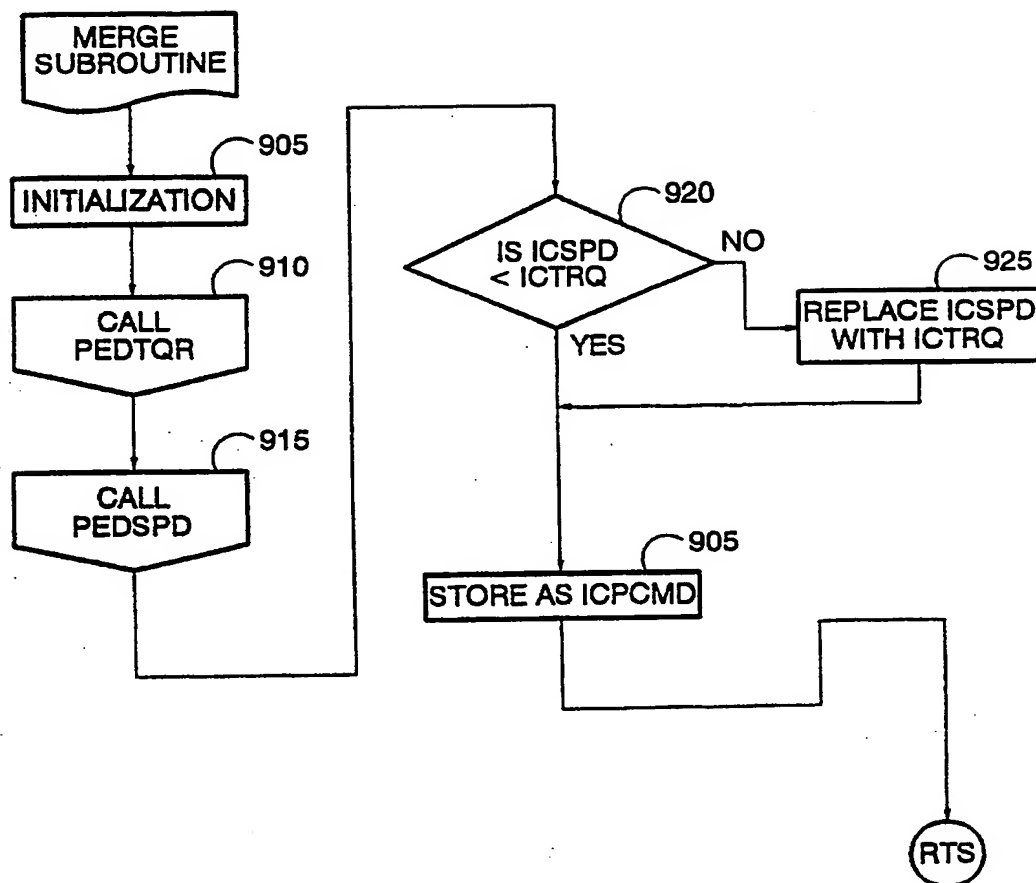 MERGE
SUBROUTINE
905
INITIALIZATION
910
CALL
PEDTQR
915
CALL
PEDSPD
920
IS ICSPD
< ICTRQ
NO
YES
925
REPLACE ICSPD
WITH ICTRQ
905
STORE AS ICPCMD
RTS